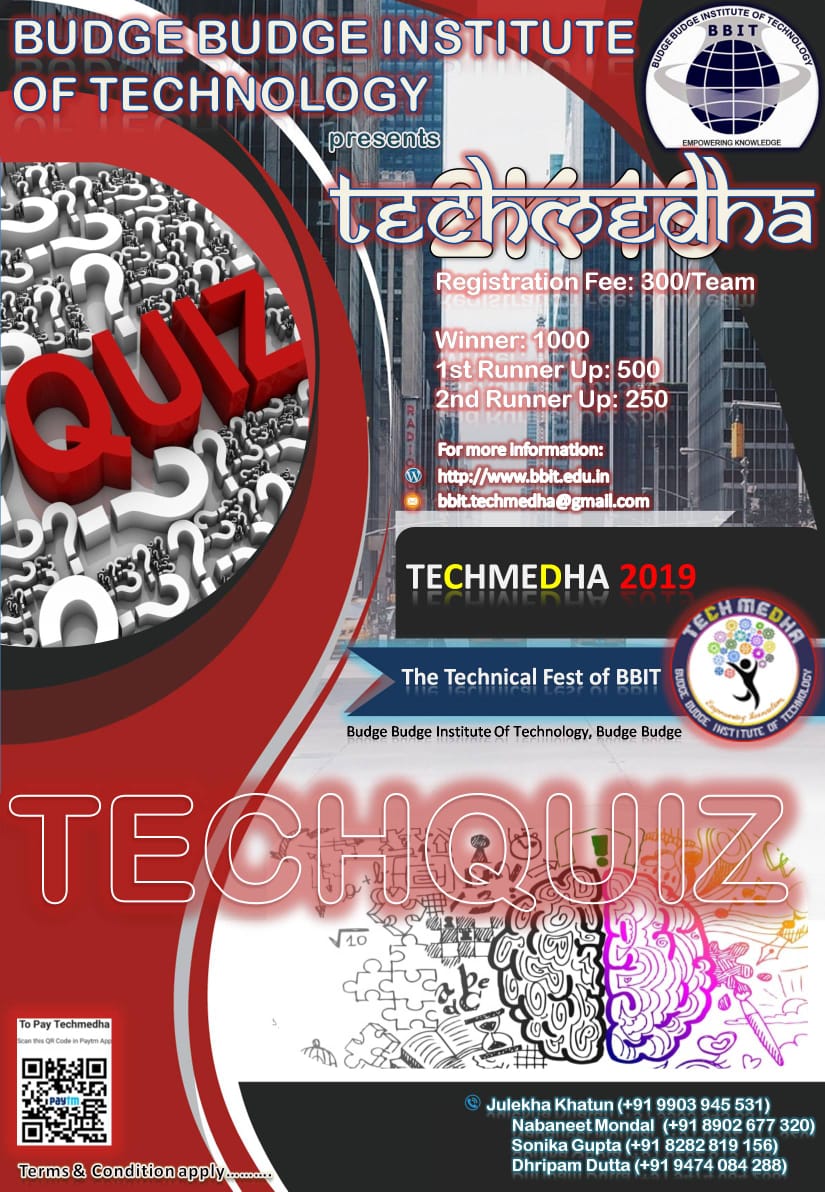 BUDGE BUDGE INSTITUTE
OF TECHNOLOGY
presents
BUDGE BUDGE INSTITUTE OF TECHNOLOGY
BBIT
EMPOWERING KNOWLEDGE
techmedha
QUIZ
Registration Fee: 300/Team
Winner: 1000
1st Runner Up: 500
2nd Runner Up: 250
RADIO
For more information:
http://www.bbit.edu.in
bbit.techmedha@gmail.com
TECHMEDHA 2019
TECH MEDHA
Empowering Innovation
BUDGE BUDGE INSTITUTE OF TECHNOLOGY
The Technical Fest of BBIT
Budge Budge Institute Of Technology, Budge Budge
TECHQUIZ
√10
To Pay Techmedha
Scan this QR Code in Paytm App
paytm
Julekha Khatun (+91 9903 945 531)
Nabaneet Mondal (+91 8902 677 320)
Sonika Gupta (+91 8282 819 156)
Dhripam Dutta (+91 9474 084 288)
Terms & Condition apply..........